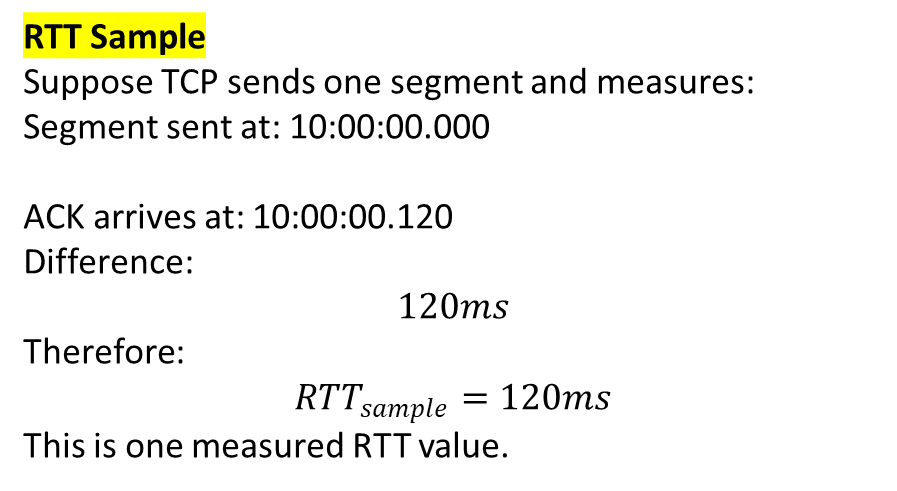 RTT Sample
Suppose TCP sends one segment and measures:
Segment sent at: 10:00:00.000
ACK arrives at: 10:00:00.120
Difference:
120ms
Therefore:
RTT_sample = 120ms
This is one measured RTT value.